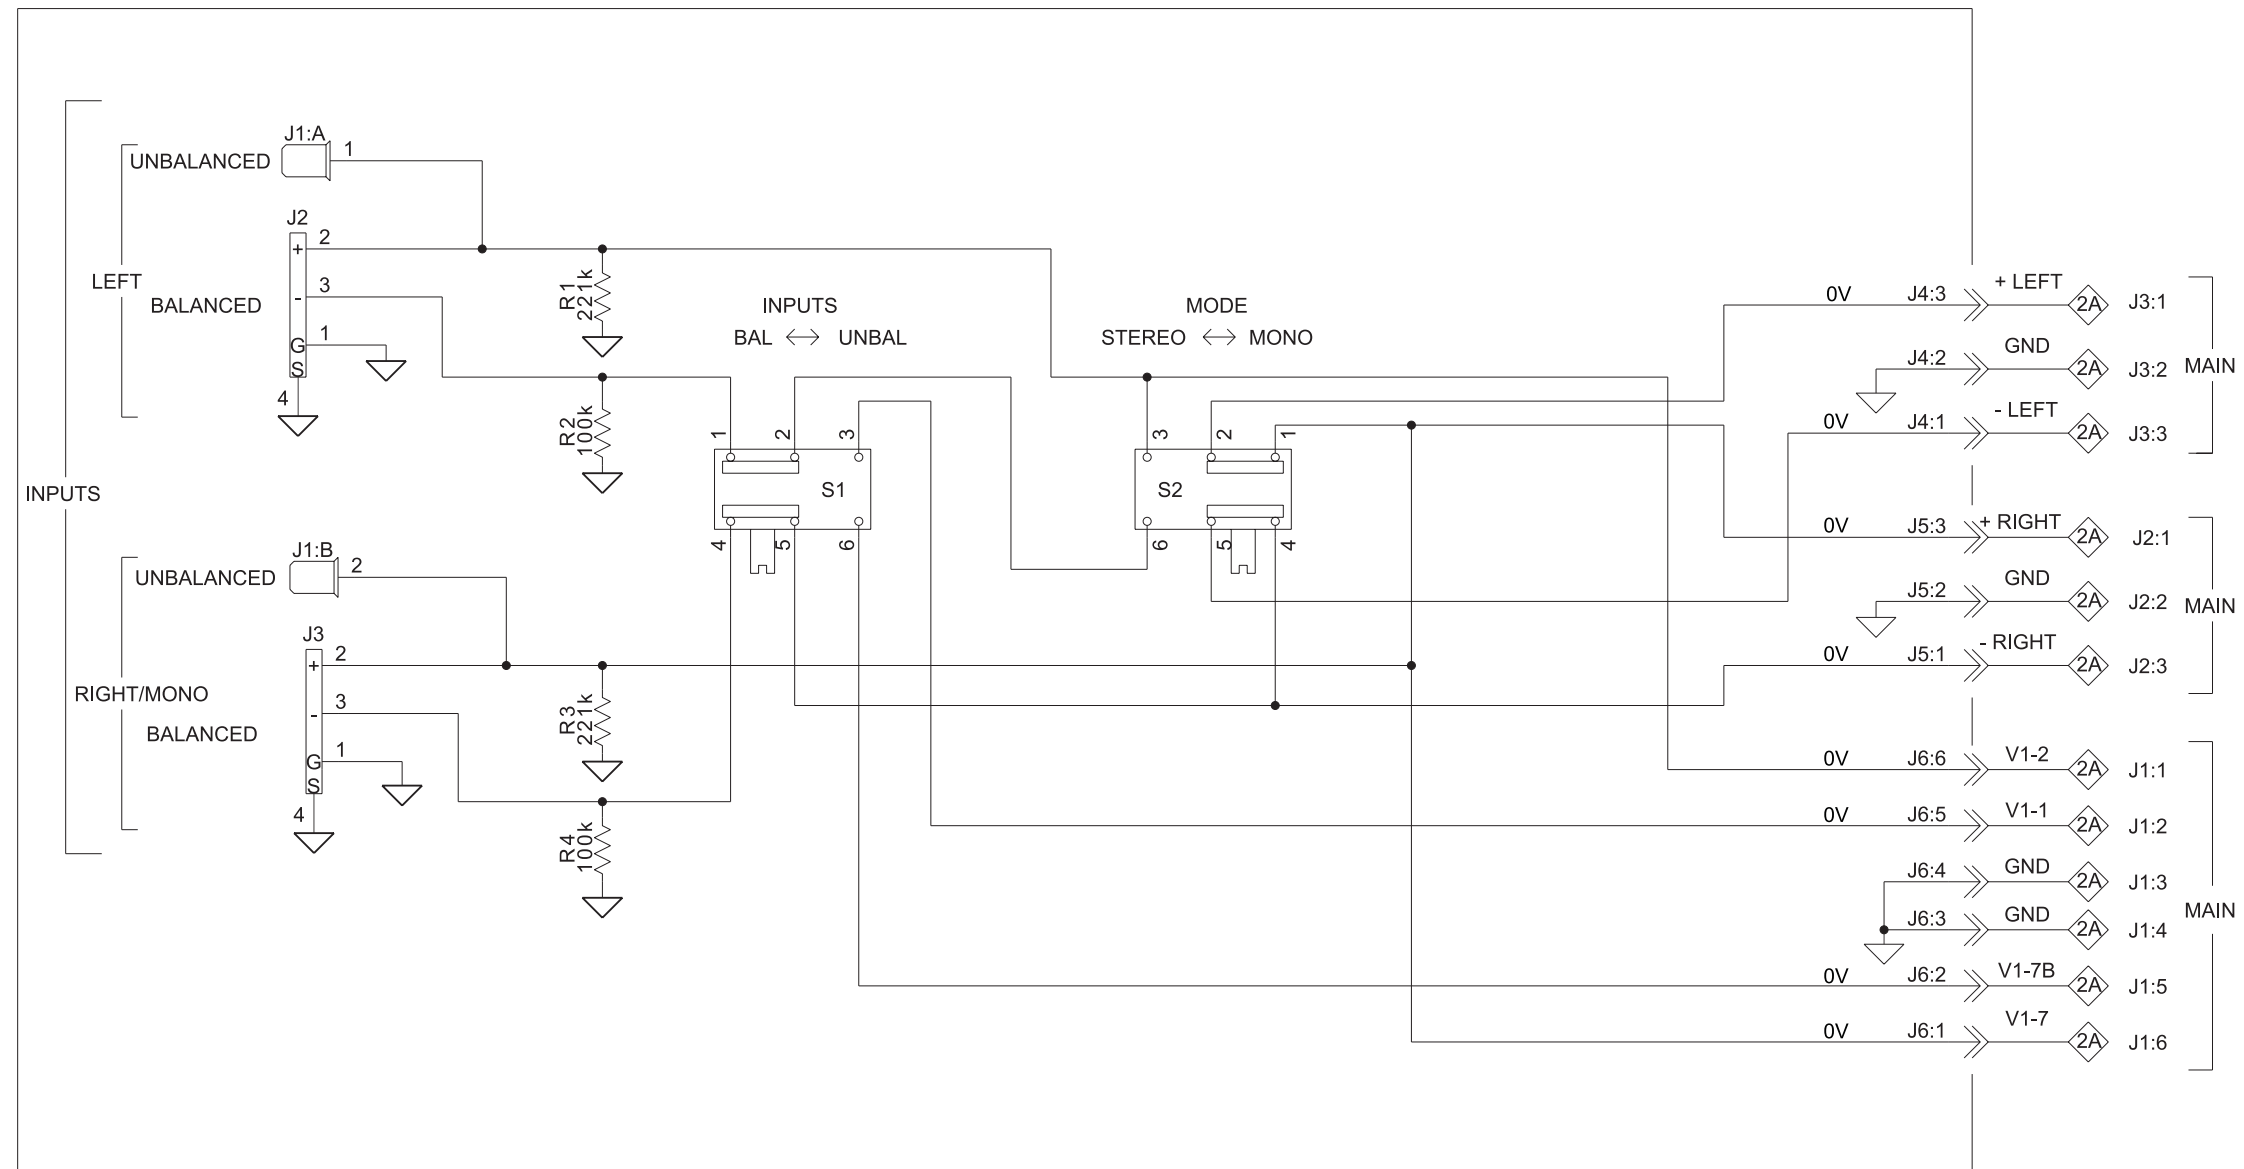 J1:A
1
UNBALANCED
J2
2
+
3
-
LEFT
BALANCED
1
G
S
4
R1
221k
R2
100k
INPUTS
BAL
UNBAL
MODE
STEREO
MONO
1
2
3
S1
4
5
6
3
2
1
S2
6
5
4
INPUTS
J1:B
2
UNBALANCED
J3
2
+
3
-
RIGHT/MONO
BALANCED
1
G
S
4
R3
221k
R4
100k
0V
J4:3
+ LEFT
2A
J3:1
J4:2
GND
2A
J3:2
MAIN
0V
J4:1
- LEFT
2A
J3:3
0V
J5:3
+ RIGHT
2A
J2:1
J5:2
GND
2A
J2:2
MAIN
0V
J5:1
- RIGHT
2A
J2:3
0V
J6:6
V1-2
2A
J1:1
0V
J6:5
V1-1
2A
J1:2
J6:4
GND
2A
J1:3
MAIN
J6:3
GND
2A
J1:4
0V
J6:2
V1-7B
2A
J1:5
0V
J6:1
V1-7
2A
J1:6